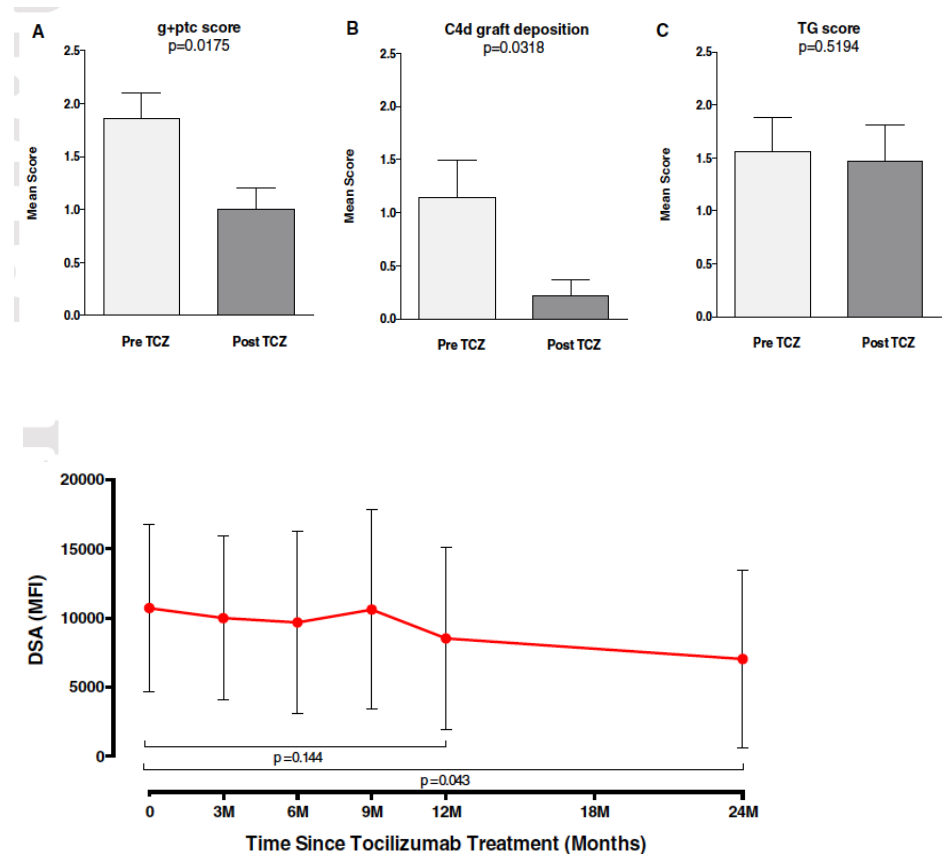 A
g+ptc score
p=0.0175
2.5
2.0
1.5
1.0
0.5
0.0
Mean Score
Pre TCZ
Post TCZ
B
C4d graft deposition
p=0.0318
2.5
2.0
1.5
1.0
0.5
0.0
Mean Score
Pre TCZ
Post TCZ
C
TG score
p=0.5194
2.5
2.0
1.5
1.0
0.5
0.0
Mean Score
Pre TCZ
Post TCZ
20000
15000
10000
5000
0
DSA (MFI)
p=0.144
p=0.043
0 3M 6M 9M 12M 18M 24M
Time Since Tocilizumab Treatment (Months)